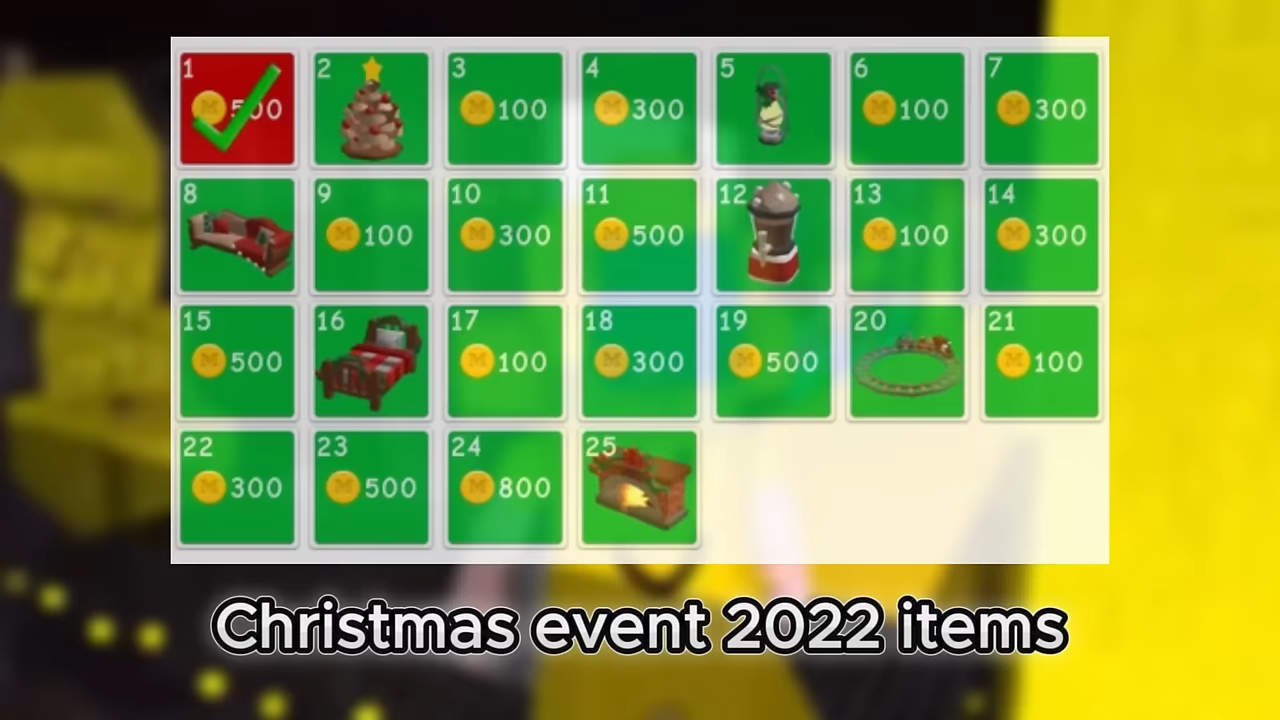 1 2 3 4 5 6 7
500 100 300 100 300
8 9 10 11 12 13 14
100 300 500 100 300
15 16 17 18 19 20 21
500 100 300 500 100
22 23 24 25
300 500 800
Christmas event 2022 items